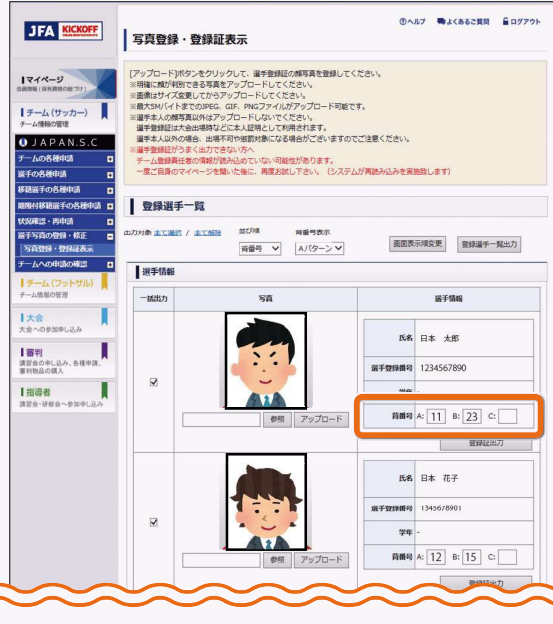 JFA KICKOFF
ヘルプ よくあるご質問 ログアウト
写真登録・登録証表示
マイページ
チーム (サッカー)
チーム情報の管理
JAPAN.S.C
チームの各種申請
選手の各種申請
移籍選手の各種申請
期限付移籍選手の各種申請
状況確認・再申請
選手写真の登録・修正
写真登録・登録証表示
チームへの申請の確認
チーム (フットサル)
チーム情報の管理
大会
大会への参加申し込み
審判
講習会の申し込み、各種申請、
審判物品の購入
指導者
講習会・研修会へ参加申し込み
[アップロード]ボタンをクリックして、選手登録証の顔写真を登録してください。
※明確に顔が判別できる写真をアップロードしてください。
※画像はサイズ変更してからアップロードしてください。
※最大5MバイトまでのJPEG、GIF、PNGファイルがアップロード可能です。
※選手本人の顔写真以外はアップロードしないでください。
選手登録証は大会出場時などに本人証明として利用されます。
選手本人以外の場合、出場不可や懲罰対象になる場合がございますのでご注意ください。
※選手登録証がうまく出力できない方へ
チーム登録責任者の情報が読み込めていない可能性があります。
一度ご自身のマイページを開いた後に、再度お試し下さい。(システムが再読み込みを実施致します)
登録選手一覧
出力対象 全て選択 / 全て解除
並び順
背番号
背番号表示
Aパターン
画面表示順変更
登録選手一覧出力
選手情報
一括出力 写真 選手情報
氏名 日本 太郎
選手登録番号 1234567890
学年 -
背番号 A: 11 B: 23 C:
参照 アップロード
登録証出力
氏名 日本 花子
選手登録番号 1345678901
学年 -
背番号 A: 12 B: 15 C:
参照 アップロード
登録証出力